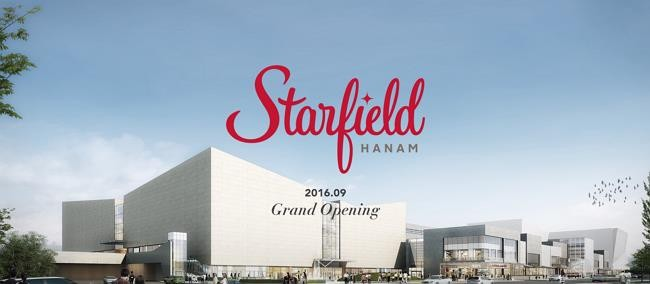 Starfield
HANAM
2016.09
Grand Opening